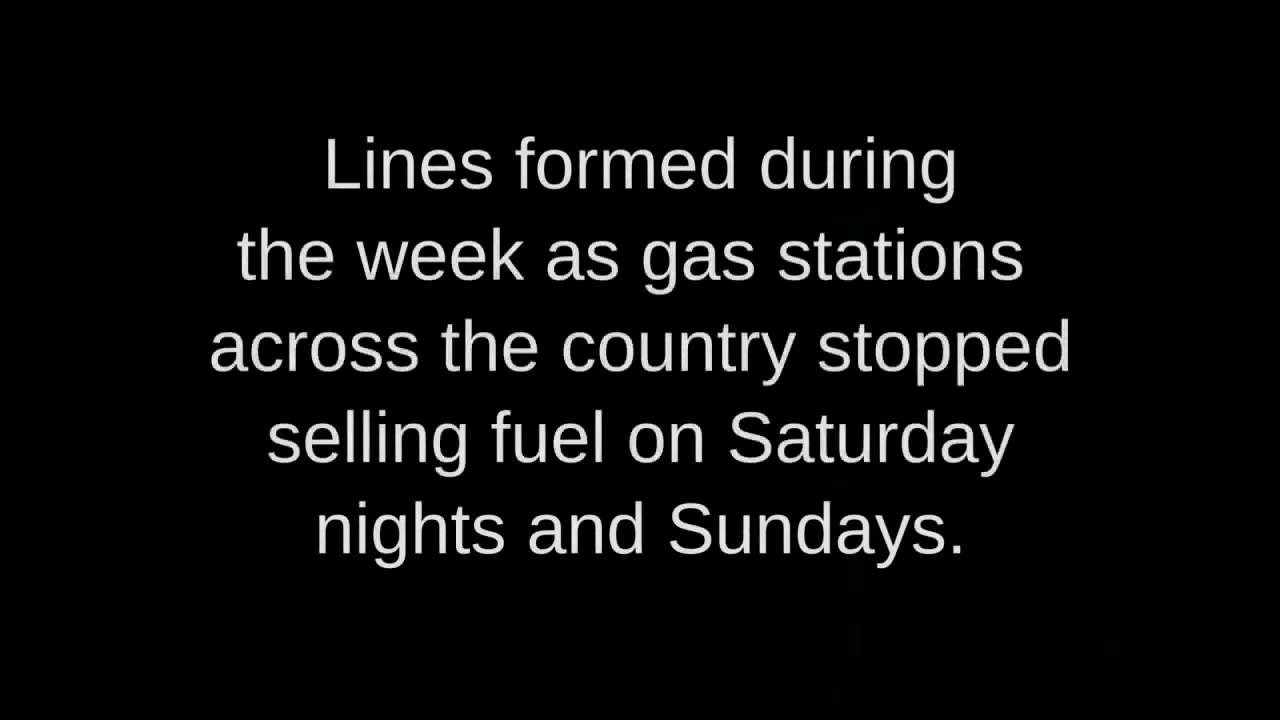 Lines formed during
the week as gas stations
across the country stopped
selling fuel on Saturday
nights and Sundays.